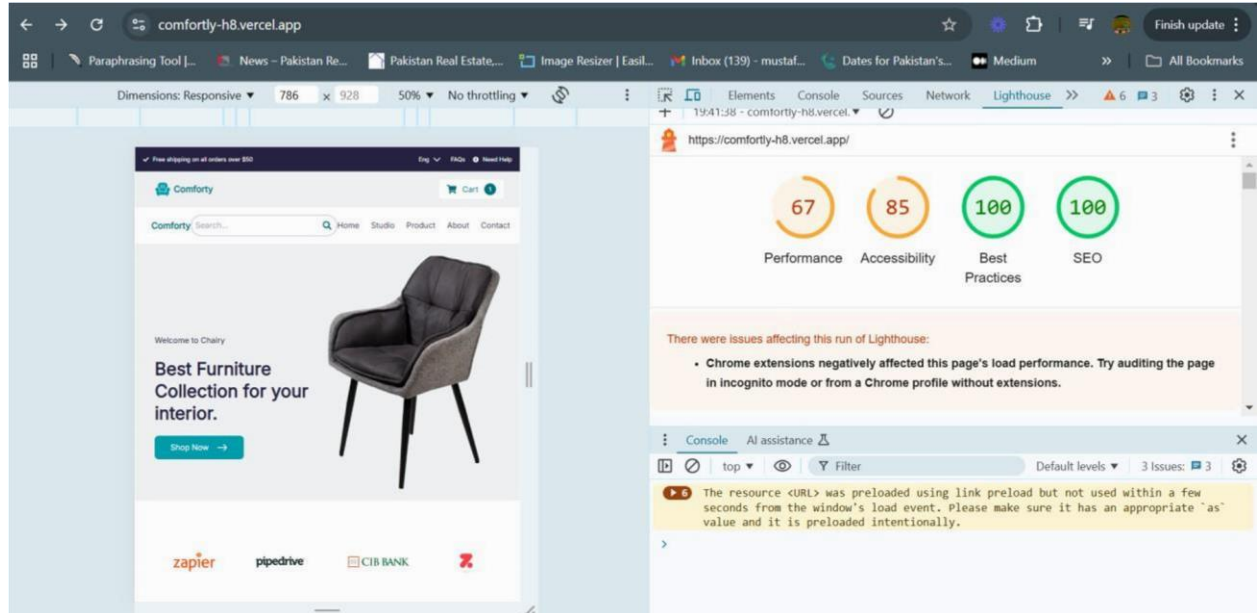 comfortly-h8.vercel.app
Finish update
Paraphrasing Tool |...
News – Pakistan Re...
Pakistan Real Estate,...
Image Resizer | Easil...
Inbox (139) - mustaf...
Dates for Pakistan's...
Medium
»
All Bookmarks
Dimensions: Responsive
786 x 928
50%
No throttling
Elements
Console
Sources
Network
Lighthouse
6
3
19:41:38 - comfortly-h8.vercel.
https://comfortly-h8.vercel.app/
67
85
100
100
Performance
Accessibility
Best
Practices
SEO
There were issues affecting this run of Lighthouse:
• Chrome extensions negatively affected this page's load performance. Try auditing the page
in incognito mode or from a Chrome profile without extensions.
Free shipping on all orders over $50
Eng
FAQs
Need Help
Comforty
Cart 1
Comforty
Search...
Home
Studio
Product
About
Contact
Welcome to Chairy
Best Furniture
Collection for your
interior.
Shop Now →
zapier
pipedrive
CIB BANK
Z
Console
AI assistance
top
Filter
Default levels
3 Issues: 3
6
The resource <URL> was preloaded using link preload but not used within a few
seconds from the window's load event. Please make sure it has an appropriate `as`
value and it is preloaded intentionally.